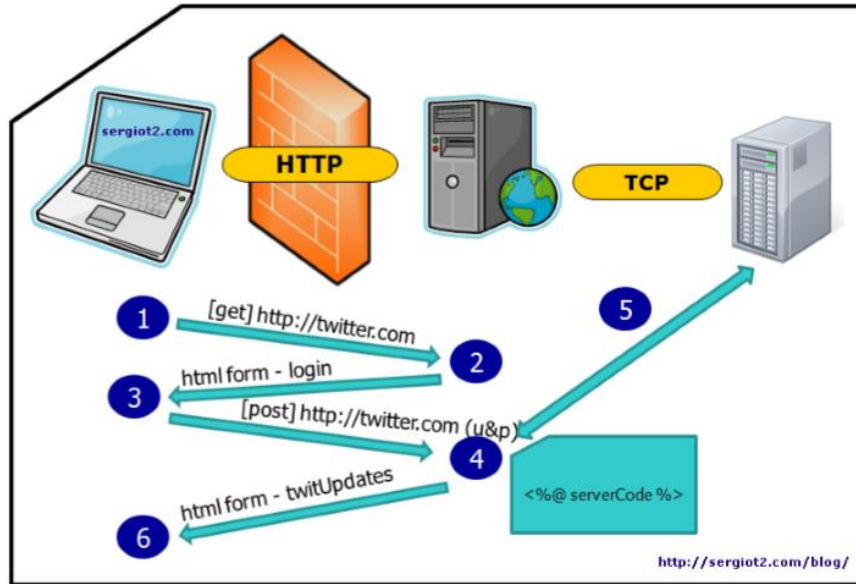 sergiot2.com
HTTP
TCP
1
[get] http://twitter.com
5
2
html form - login
3
[post] http://twitter.com (u&p)
4
<%@ serverCode %>
html form - twitUpdates
6
http://sergiot2.com/blog/